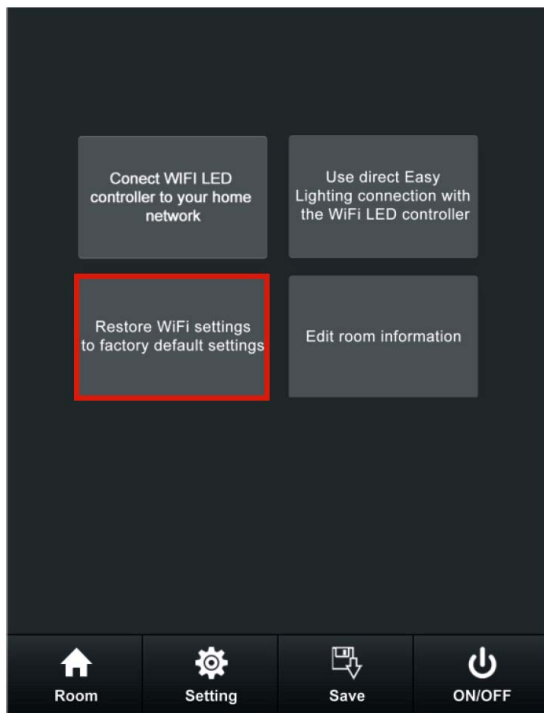 Conect WIFI LED
controller to your home
network
Use direct Easy
Lighting connection with
the WiFi LED controller
Restore WiFi settings
to factory default settings
Edit room information
Room
Setting
Save
ON/OFF